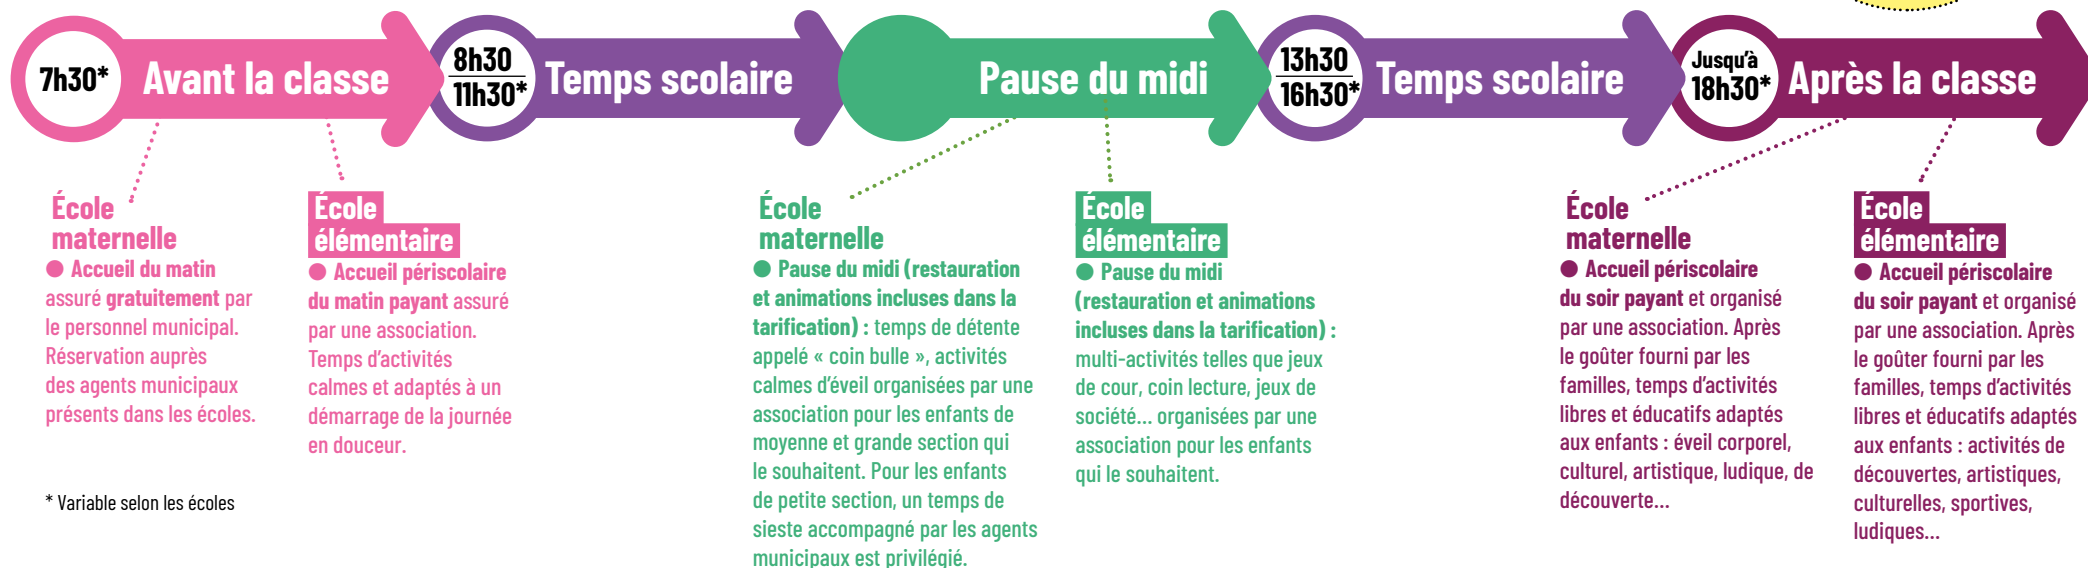 7h30*
Avant la classe
8h30
11h30*
Temps scolaire
Pause du midi
13h30
16h30*
Temps scolaire
Jusqu'à
18h30*
Après la classe
École
maternelle
● Accueil du matin
assuré gratuitement par
le personnel municipal.
Réservation auprès
des agents municipaux
présents dans les écoles.
École
élémentaire
● Accueil périscolaire
du matin payant assuré
par une association.
Temps d'activités
calmes et adaptés à un
démarrage de la journée
en douceur.
École
maternelle
● Pause du midi (restauration
et animations incluses dans la
tarification) : temps de détente
appelé « coin bulle », activités
calmes d'éveil organisées par une
association pour les enfants de
moyenne et grande section qui
le souhaitent. Pour les enfants
de petite section, un temps de
sieste accompagné par les agents
municipaux est privilégié.
École
élémentaire
● Pause du midi
(restauration et animations
incluses dans la tarification) :
multi-activités telles que jeux
de cour, coin lecture, jeux de
société... organisées par une
association pour les enfants
qui le souhaitent.
École
maternelle
● Accueil périscolaire
du soir payant et organisé
par une association. Après
le goûter fourni par les
familles, temps d'activités
libres et éducatifs adaptés
aux enfants : éveil corporel,
culturel, artistique, ludique, de
découverte...
École
élémentaire
● Accueil périscolaire
du soir payant et organisé
par une association. Après
le goûter fourni par les
familles, temps d'activités
libres et éducatifs adaptés
aux enfants : activités de
découvertes, artistiques,
culturelles, sportives,
ludiques...
* Variable selon les écoles